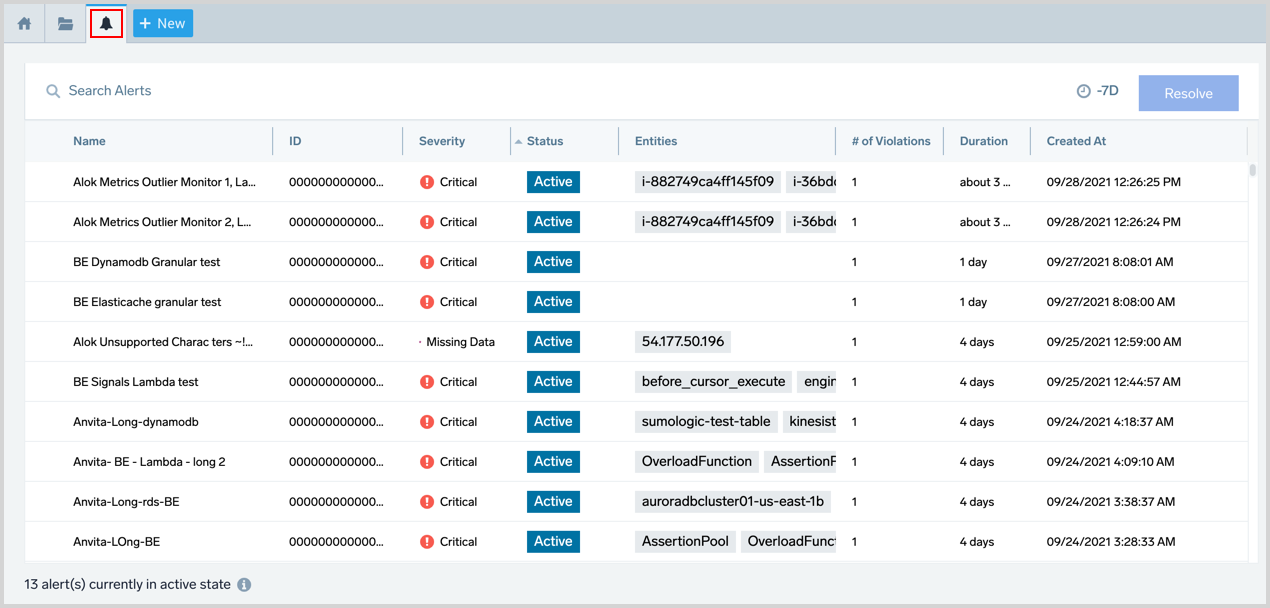 + New
Search Alerts -7D Resolve
Name ID Severity Status Entities # of Violations Duration Created At
Alok Metrics Outlier Monitor 1, La... 000000000000... Critical Active i-882749ca4ff145f09 i-36bdc 1 about 3 ... 09/28/2021 12:26:25 PM
Alok Metrics Outlier Monitor 2, L... 000000000000... Critical Active i-882749ca4ff145f09 i-36bdc 1 about 3 ... 09/28/2021 12:26:24 PM
BE Dynamodb Granular test 000000000000... Critical Active 1 1 day 09/27/2021 8:08:01 AM
BE Elasticache granular test 000000000000... Critical Active 1 1 day 09/27/2021 8:08:00 AM
Alok Unsupported Charac ters ~!... 000000000000... Missing Data Active 54.177.50.196 1 4 days 09/25/2021 12:59:00 AM
BE Signals Lambda test 000000000000... Critical Active before_cursor_execute engin 1 4 days 09/25/2021 12:44:57 AM
Anvita-Long-dynamodb 000000000000... Critical Active sumologic-test-table kinesist 1 4 days 09/24/2021 4:18:37 AM
Anvita- BE - Lambda - long 2 000000000000... Critical Active OverloadFunction AssertionF 1 4 days 09/24/2021 4:09:10 AM
Anvita-Long-rds-BE 000000000000... Critical Active auroradbcluster01-us-east-1b 1 4 days 09/24/2021 3:38:37 AM
Anvita-LOng-BE 000000000000... Critical Active AssertionPool OverloadFunct 1 4 days 09/24/2021 3:28:33 AM
13 alert(s) currently in active state